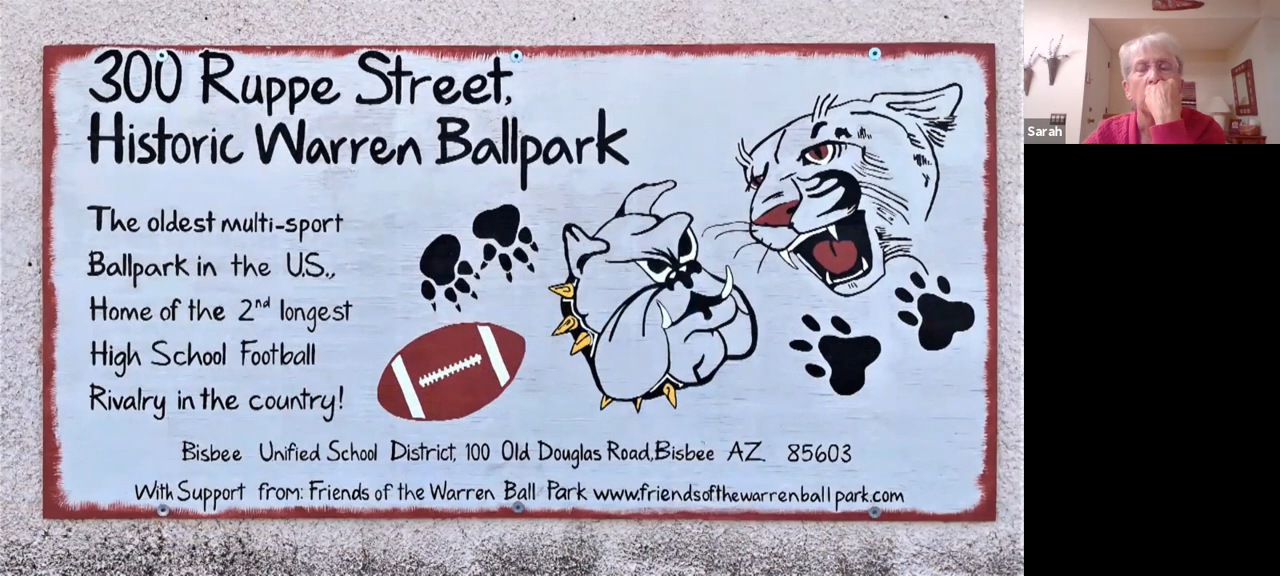 300 Ruppe Street,
Historic Warren Ballpark
The oldest multi-sport
Ballpark in the U.S.,
Home of the 2nd longest
High School Football
Rivalry in the country!
Bisbee Unified School District, 100 Old Douglas Road, Bisbee AZ. 85603
With Support from: Friends of the Warren Ball Park www.friendsofthewarrenballpark.com
Sarah